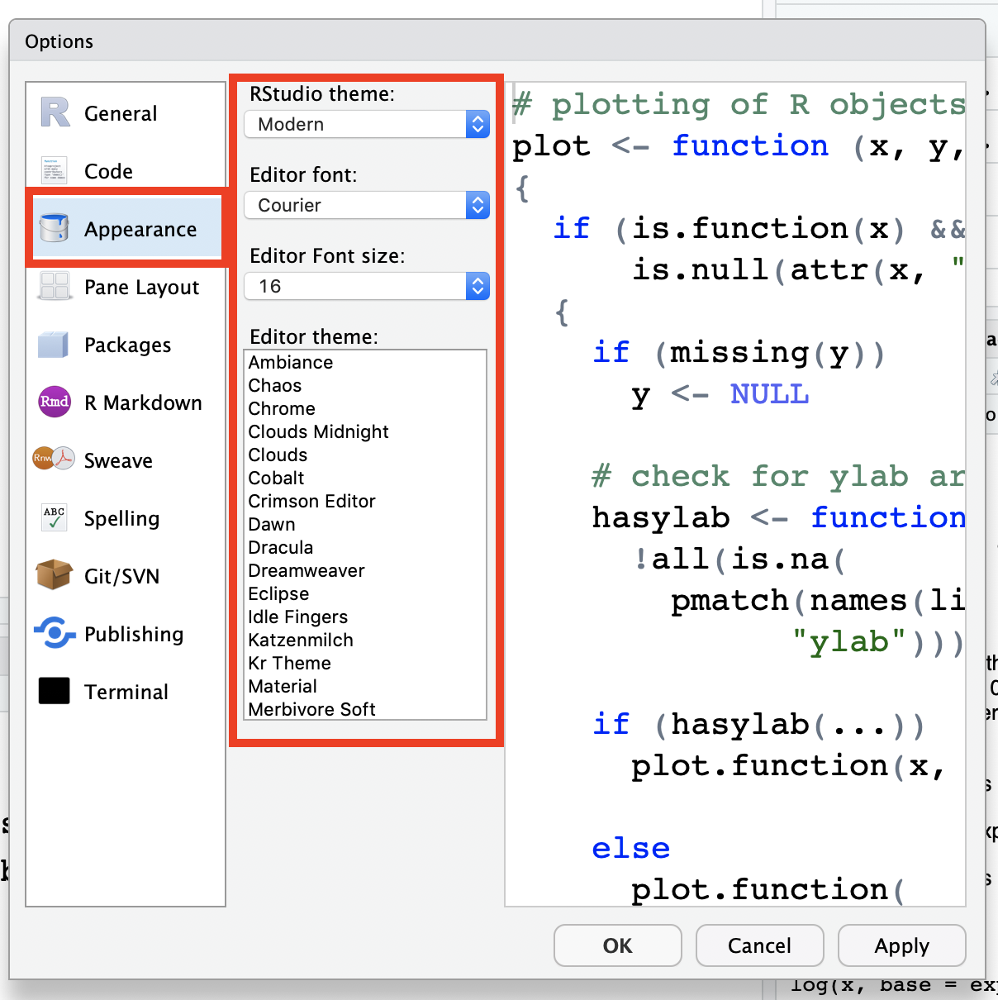 Options
General
Code
Appearance
Pane Layout
Packages
Rmd R Markdown
Rnw Sweave
ABC Spelling
Git/SVN
Publishing
Terminal
RStudio theme:
Modern
Editor font:
Courier
Editor Font size:
16
Editor theme:
Ambiance
Chaos
Chrome
Clouds Midnight
Clouds
Cobalt
Crimson Editor
Dawn
Dracula
Dreamweaver
Eclipse
Idle Fingers
Katzenmilch
Kr Theme
Material
Merbivore Soft
# plotting of R objects
plot <- function (x, y,
{
if (is.function(x) &&
is.null(attr(x, "
{
if (missing(y))
y <- NULL
# check for ylab ar
hasylab <- function
!all(is.na(
pmatch(names(li
"ylab")))
if (hasylab(...))
plot.function(x,
else
plot.function(
OK
Cancel
Apply
log(x, base = exp